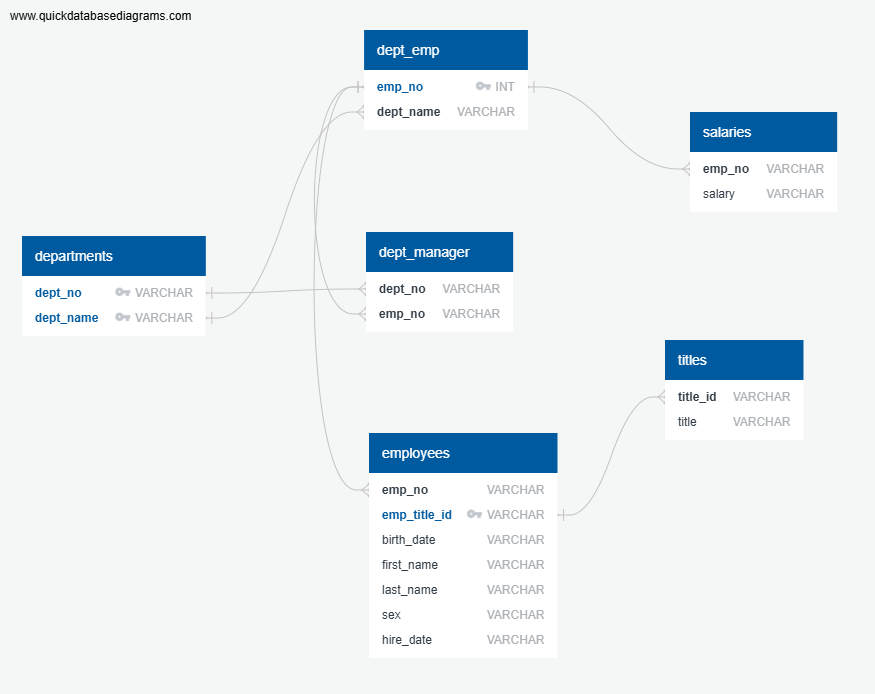 www.quickdatabasediagrams.com
dept_emp
emp_no INT
dept_name VARCHAR
salaries
emp_no VARCHAR
salary VARCHAR
departments
dept_no VARCHAR
dept_name VARCHAR
dept_manager
dept_no VARCHAR
emp_no VARCHAR
titles
title_id VARCHAR
title VARCHAR
employees
emp_no VARCHAR
emp_title_id VARCHAR
birth_date VARCHAR
first_name VARCHAR
last_name VARCHAR
sex VARCHAR
hire_date VARCHAR